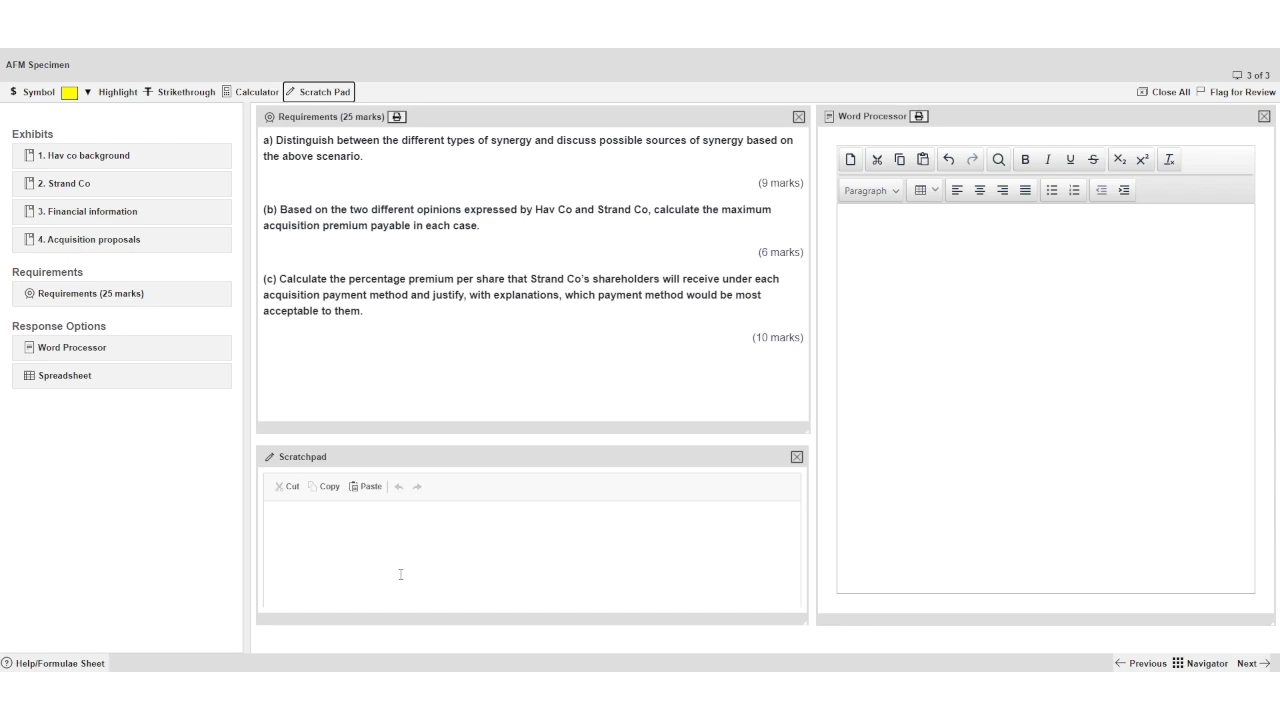 AFM Specimen
3 of 3
$ Symbol ▼ Highlight Strikethrough Calculator Scratch Pad
Close All Flag for Review
Exhibits
1. Hav co background
2. Strand Co
3. Financial information
4. Acquisition proposals
Requirements
Requirements (25 marks)
Response Options
Word Processor
Spreadsheet
Requirements (25 marks)
a) Distinguish between the different types of synergy and discuss possible sources of synergy based on
the above scenario.
(9 marks)
(b) Based on the two different opinions expressed by Hav Co and Strand Co, calculate the maximum
acquisition premium payable in each case.
(6 marks)
(c) Calculate the percentage premium per share that Strand Co's shareholders will receive under each
acquisition payment method and justify, with explanations, which payment method would be most
acceptable to them.
(10 marks)
Scratchpad
Cut Copy Paste
Word Processor
B I U S X₂ X² Tx
Paragraph
? Help/Formulae Sheet
Previous Navigator Next